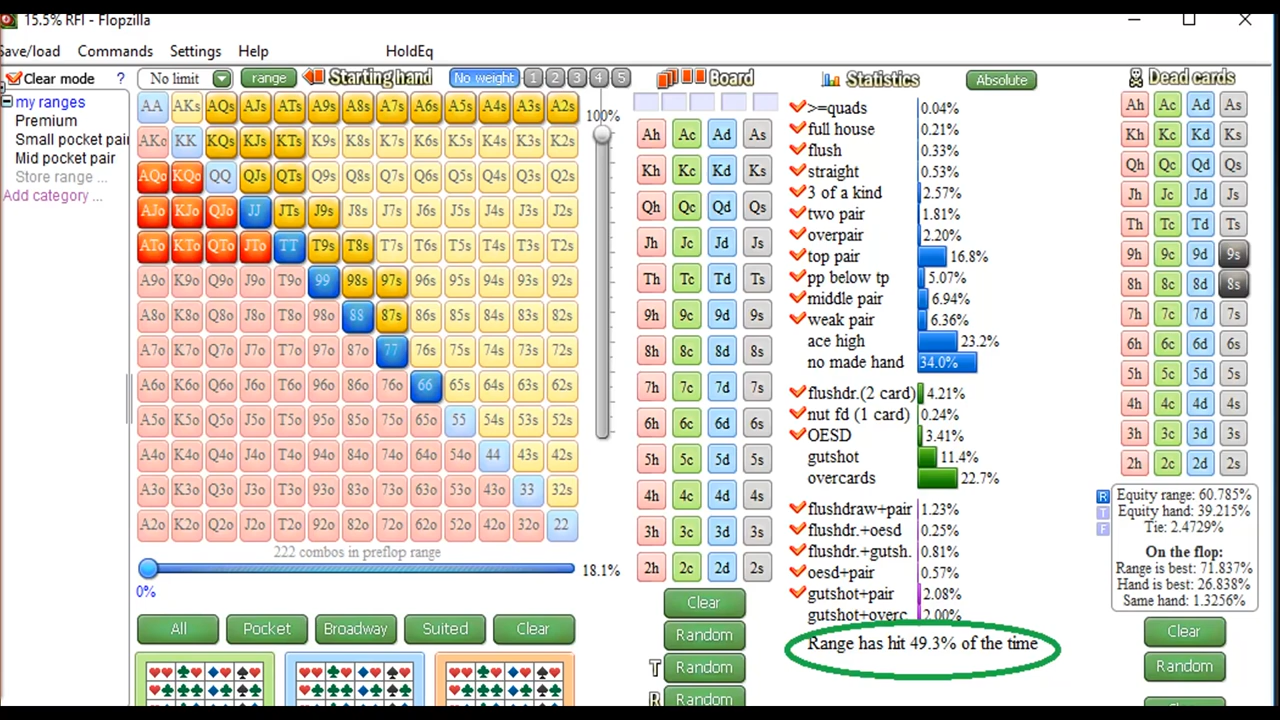 15.5% RFI - Flopzilla
Save/load Commands Settings Help HoldEq
Clear mode ? No limit range Starting hand No weight 1 2 3 4 5 Board Statistics Absolute Dead cards
my ranges
Premium
Small pocket pair
Mid pocket pair
Store range ...
Add category ...
AA AKs AQs AJs ATs A9s A8s A7s A6s A5s A4s A3s A2s
AKo KK KQs KJs KTs K9s K8s K7s K6s K5s K4s K3s K2s
AQo KQo QQ QJs QTs Q9s Q8s Q7s Q6s Q5s Q4s Q3s Q2s
AJo KJo QJo JJ JTs J9s J8s J7s J6s J5s J4s J3s J2s
ATo KTo QTo JTo TT T9s T8s T7s T6s T5s T4s T3s T2s
A9o K9o Q9o J9o T9o 99 98s 97s 96s 95s 94s 93s 92s
A8o K8o Q8o J8o T8o 98o 88 87s 86s 85s 84s 83s 82s
A7o K7o Q7o J7o T7o 97o 87o 77 76s 75s 74s 73s 72s
A6o K6o Q6o J6o T6o 96o 86o 76o 66 65s 64s 63s 62s
A5o K5o Q5o J5o T5o 95o 85o 75o 65o 55 54s 53s 52s
A4o K4o Q4o J4o T4o 94o 84o 74o 64o 54o 44 43s 42s
A3o K3o Q3o J3o T3o 93o 83o 73o 63o 53o 43o 33 32s
A2o K2o Q2o J2o T2o 92o 82o 72o 62o 52o 42o 32o 22
222 combos in preflop range
18.1%
0%
All Pocket Broadway Suited Clear
100%
Ah Ac Ad As
Kh Kc Kd Ks
Qh Qc Qd Qs
Jh Jc Jd Js
Th Tc Td Ts
9h 9c 9d 9s
8h 8c 8d 8s
7h 7c 7d 7s
6h 6c 6d 6s
5h 5c 5d 5s
4h 4c 4d 4s
3h 3c 3d 3s
2h 2c 2d 2s
Clear
Random
T Random
R Random
>=quads 0.04%
full house 0.21%
flush 0.33%
straight 0.53%
3 of a kind 2.57%
two pair 1.81%
overpair 2.20%
top pair 16.8%
pp below tp 5.07%
middle pair 6.94%
weak pair 6.36%
ace high 23.2%
no made hand 34.0%
flushdr.(2 card) 4.21%
nut fd (1 card) 0.24%
OESD 3.41%
gutshot 11.4%
overcards 22.7%
flushdraw+pair 1.23%
flushdr.+oesd 0.25%
flushdr.+gutsh. 0.81%
oesd+pair 0.57%
gutshot+pair 2.08%
gutshot+overc 2.00%
Range has hit 49.3% of the time
Ah Ac Ad As
Kh Kc Kd Ks
Qh Qc Qd Qs
Jh Jc Jd Js
Th Tc Td Ts
9h 9c 9d 9s
8h 8c 8d 8s
7h 7c 7d 7s
6h 6c 6d 6s
5h 5c 5d 5s
4h 4c 4d 4s
3h 3c 3d 3s
2h 2c 2d 2s
R Equity range: 60.785%
T Equity hand: 39.215%
F Tie: 2.4729%
On the flop:
Range is best: 71.837%
Hand is best: 26.838%
Same hand: 1.3256%
Clear
Random